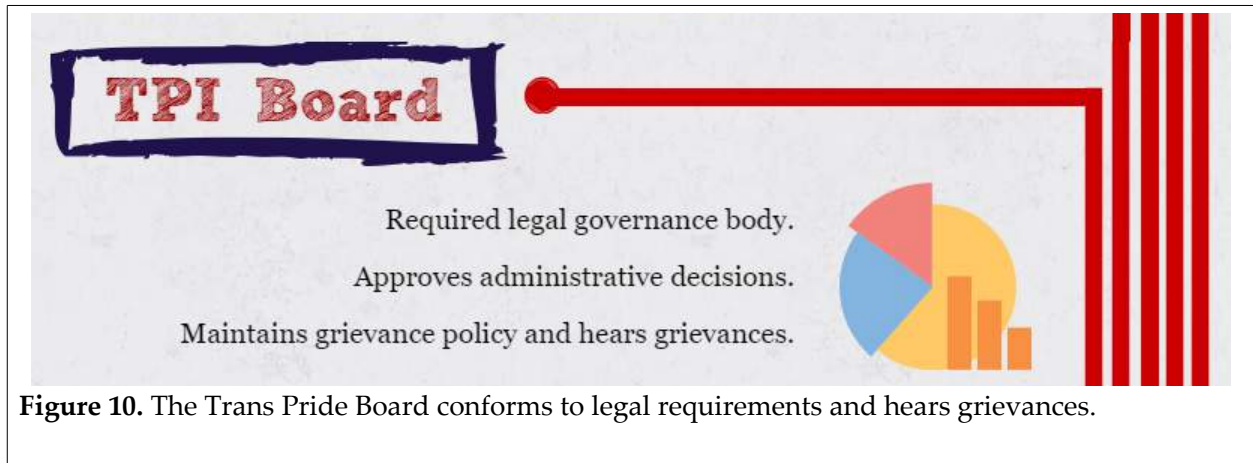 TPI Board
Required legal governance body.
Approves administrative decisions.
Maintains grievance policy and hears grievances.
Figure 10. The Trans Pride Board conforms to legal requirements and hears grievances.